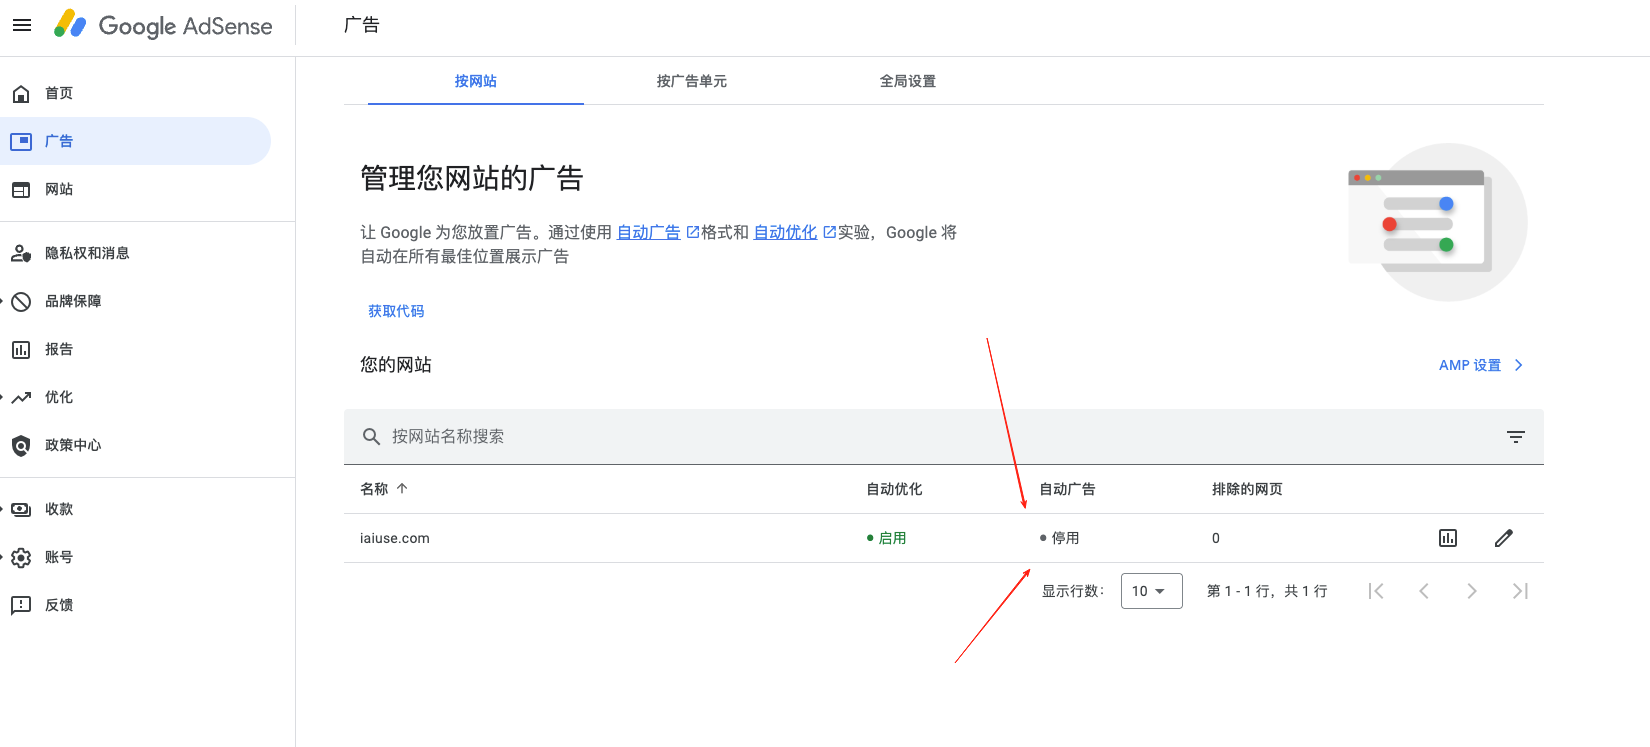 Google AdSense
广告
首页
广告
网站
隐私权和消息
品牌保障
报告
优化
政策中心
收款
账号
反馈
按网站
按广告单元
全局设置
管理您网站的广告
让 Google 为您放置广告。通过使用 自动广告 格式和 自动优化 实验，Google 将
自动在所有最佳位置展示广告
获取代码
您的网站
AMP 设置
按网站名称搜索
名称 自动优化 自动广告 排除的网页
iaiuse.com 启用 停用 0
显示行数： 10 第 1 - 1 行，共 1 行